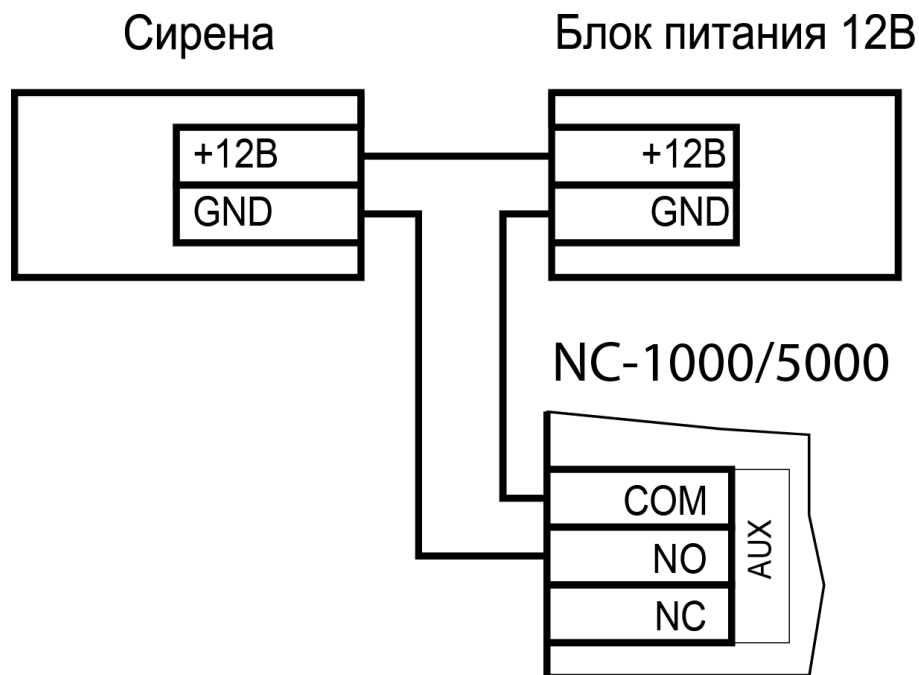 Сирена
Блок питания 12В
+12В
GND
+12В
GND
NC-1000/5000
COM
NO
NC
AUX